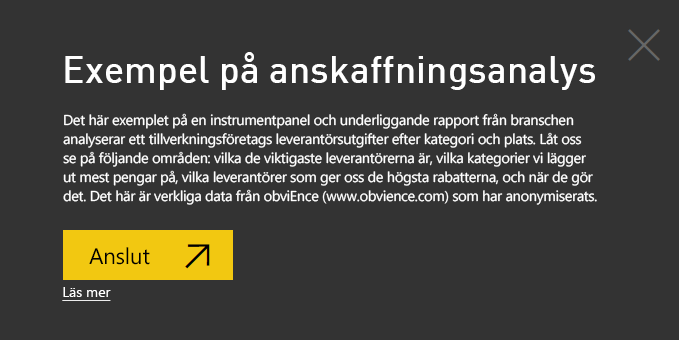 Exempel på anskaffningsanalys
Det här exemplet på en instrumentpanel och underliggande rapport från branschen
analyserar ett tillverkningsföretags leverantörsutgifter efter kategori och plats. Låt oss
se på följande områden: vilka de viktigaste leverantörerna är, vilka kategorier vi lägger
ut mest pengar på, vilka leverantörer som ger oss de högsta rabatterna, och när de gör
det. Det här är verkliga data från obviEnce (www.obvience.com) som har anonymiserats.
Anslut
Läs mer